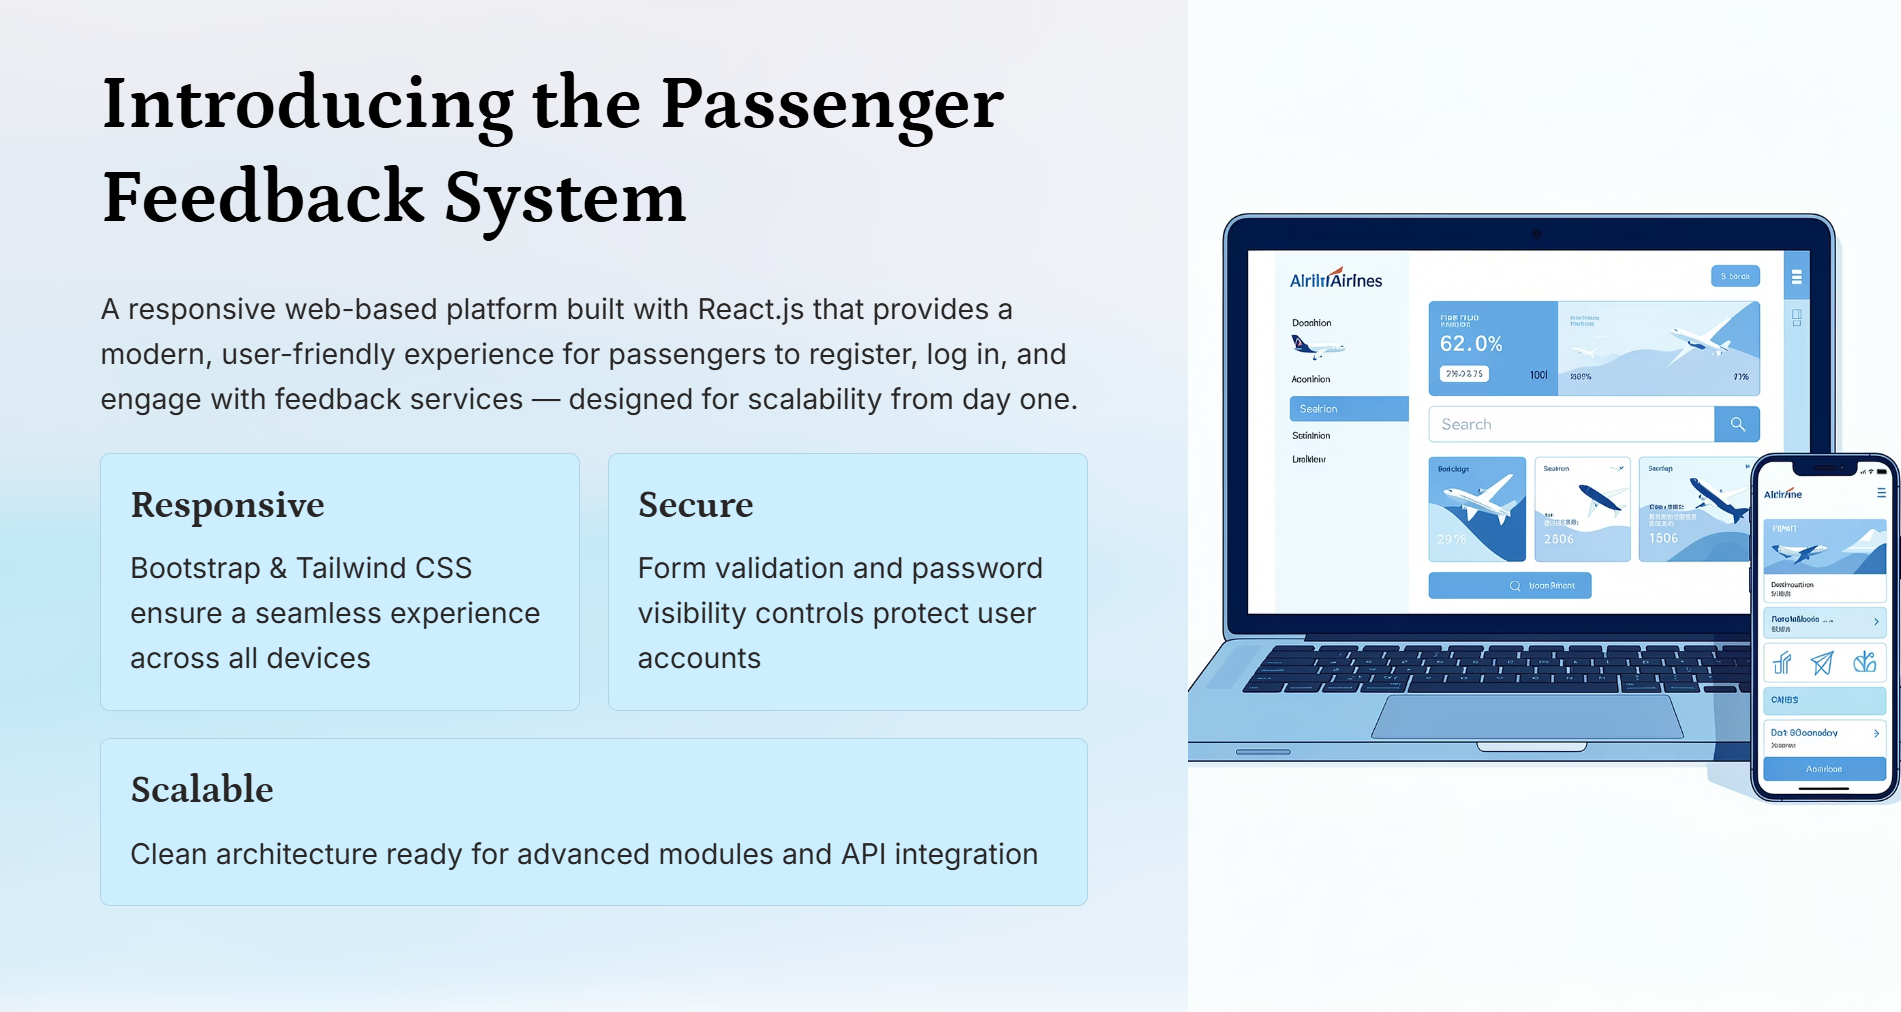 Introducing the Passenger
Feedback System
A responsive web-based platform built with React.js that provides a
modern, user-friendly experience for passengers to register, log in, and
engage with feedback services — designed for scalability from day one.
Responsive
Bootstrap & Tailwind CSS
ensure a seamless experience
across all devices
Secure
Form validation and password
visibility controls protect user
accounts
Scalable
Clean architecture ready for advanced modules and API integration
62.0%
Search
2806
1506